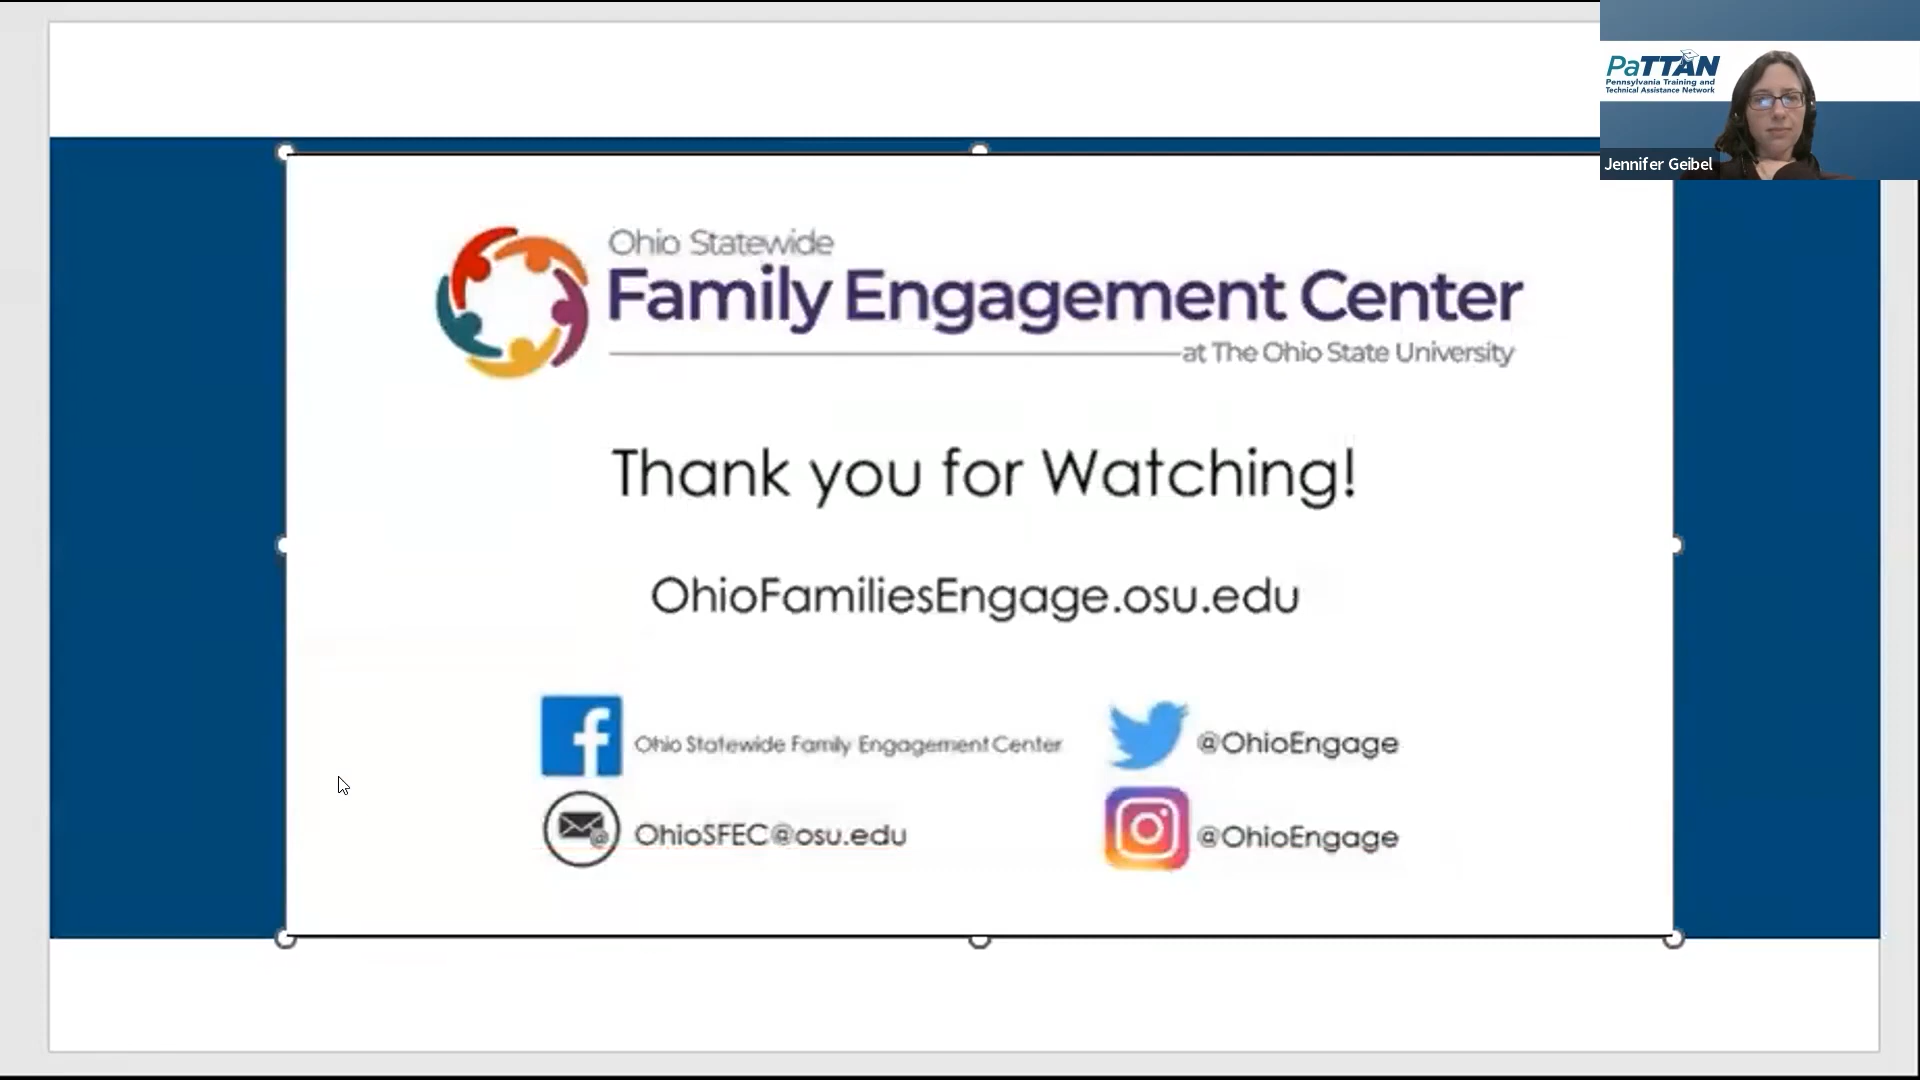 PaTTAN
Pennsylvania Training and
Technical Assistance Network
Jennifer Geibel
Ohio Statewide
Family Engagement Center
at The Ohio State University
Thank you for Watching!
OhioFamiliesEngage.osu.edu
Ohio Statewide Family Engagement Center
@OhioEngage
OhioSFEC@osu.edu
@OhioEngage